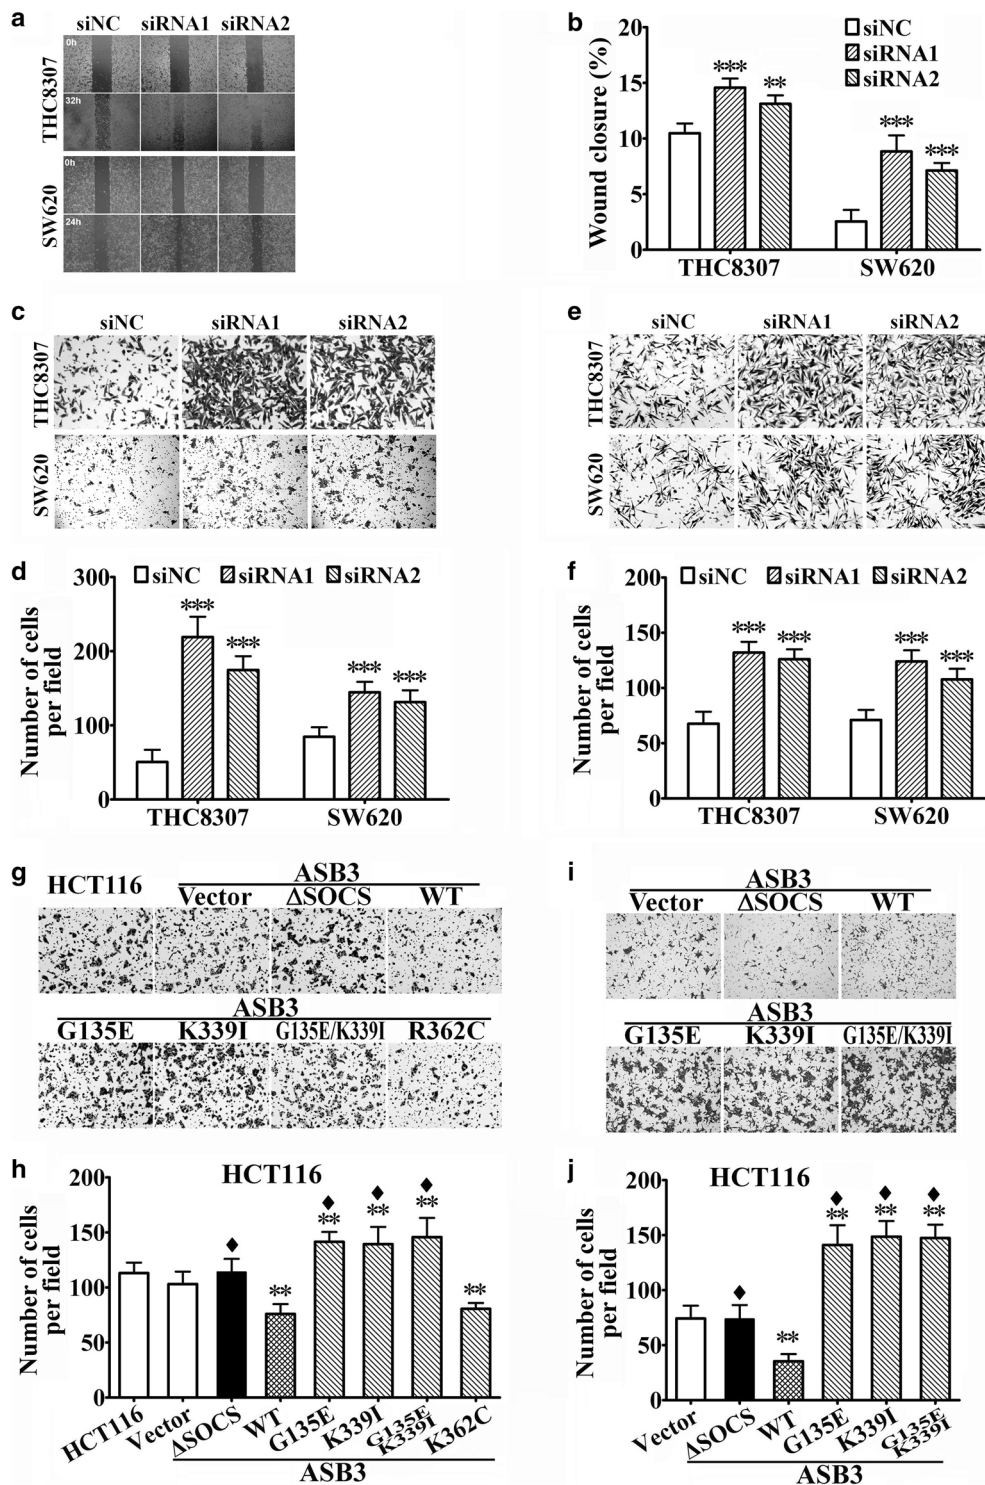 a
siNC siRNA1 siRNA2
THC8307
0h
32h
SW620
0h
24h
b
Wound closure (%)
20
15
10
5
0
siNC
siRNA1
siRNA2
*** **
*** ***
THC8307 SW620
c
siNC siRNA1 siRNA2
THC8307
SW620
e
siNC siRNA1 siRNA2
THC8307
SW620
d
Number of cells
per field
300
200
100
0
siNC siRNA1 siRNA2
*** ***
*** ***
THC8307 SW620
f
Number of cells
per field
200
150
100
50
0
siNC siRNA1 siRNA2
*** ***
*** ***
THC8307 SW620
g
HCT116
ASB3
Vector ΔSOCS WT
ASB3
G135E K339I G135E/K339I R362C
i
ASB3
Vector ΔSOCS WT
ASB3
G135E K339I G135E/K339I
h
HCT116
Number of cells
per field
200
150
100
50
0
♦ ** ♦ ** ♦ ** ♦ ** **
HCT116 Vector ΔSOCS WT G135E K339I G135E K339I K362C
ASB3
j
HCT116
Number of cells
per field
200
150
100
50
0
♦ ** ♦ ** ♦ ** ♦ **
Vector ΔSOCS WT G135E K339I G135E K339I
ASB3